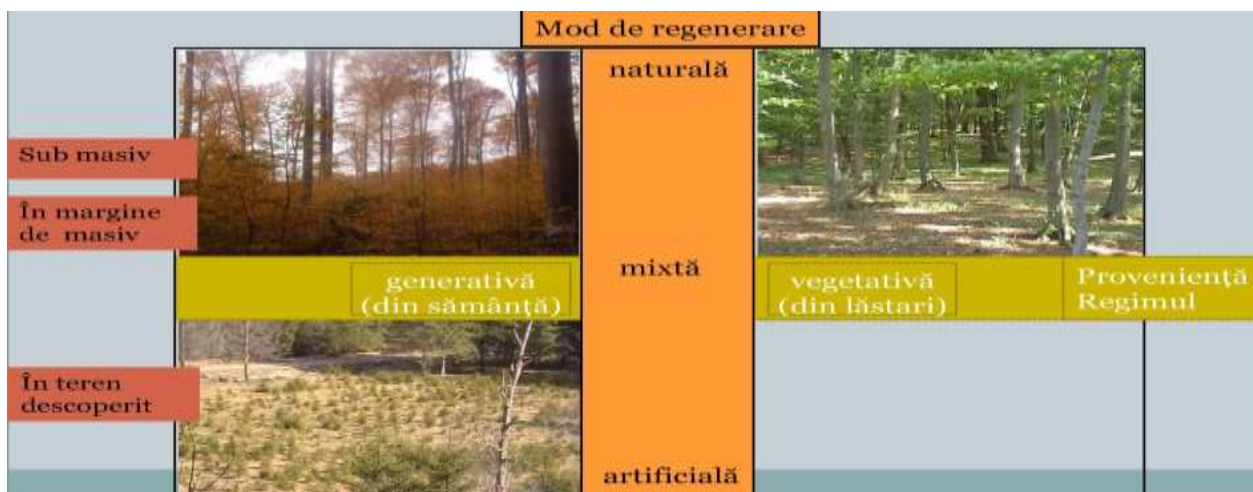 Mod de regenerare
naturală
Sub masiv
În margine
de masiv
generativă
(din sămânță)
mixtă
vegetativă
(din lăstari)
Proveniență
Regimul
În teren
descoperit
artificială